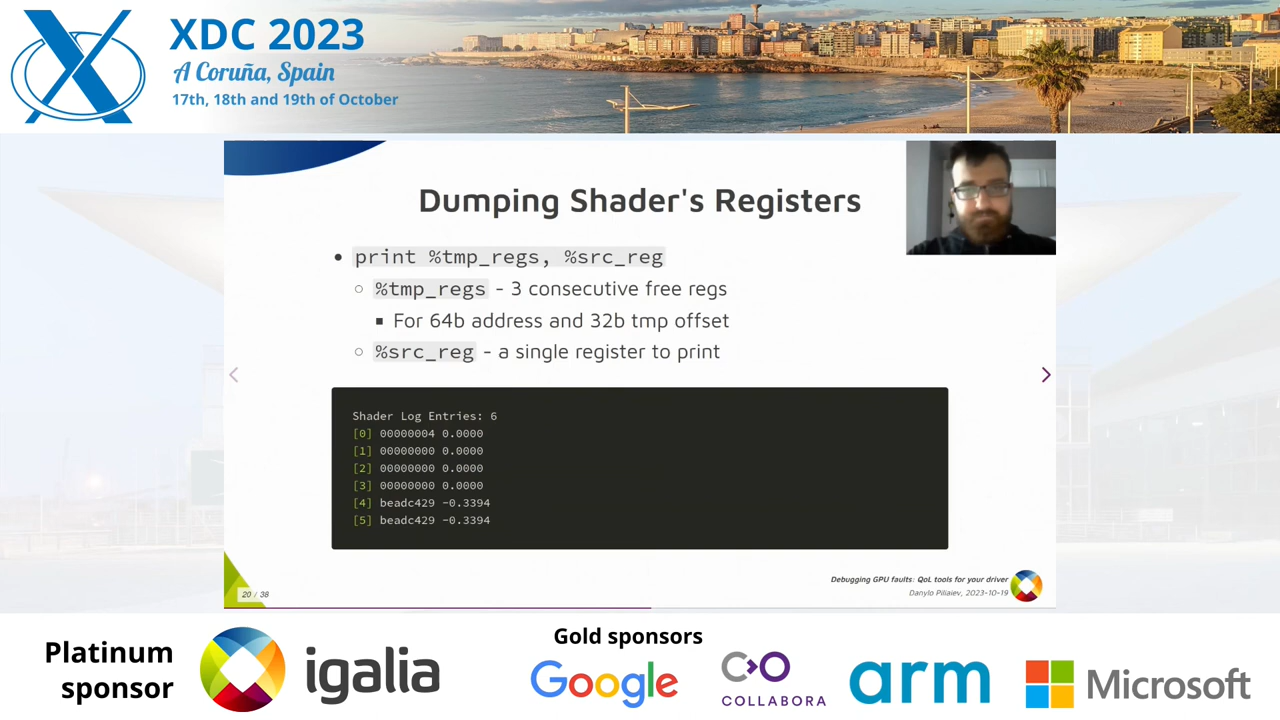 XDC 2023
A Coruña, Spain
17th, 18th and 19th of October
Dumping Shader's Registers
print %tmp_regs, %src_reg
%tmp_regs - 3 consecutive free regs
For 64b address and 32b tmp offset
%src_reg - a single register to print
Shader Log Entries: 6
[0] 00000004 0.0000
[1] 00000000 0.0000
[2] 00000000 0.0000
[3] 00000000 0.0000
[4] beadc429 -0.3394
[5] beadc429 -0.3394
20 / 38
Debugging GPU faults: QoL tools for your driver
Danylo Piliaiev, 2023-10-19
Platinum
sponsor
igalia
Gold sponsors
Google
COLLABORA
arm
Microsoft